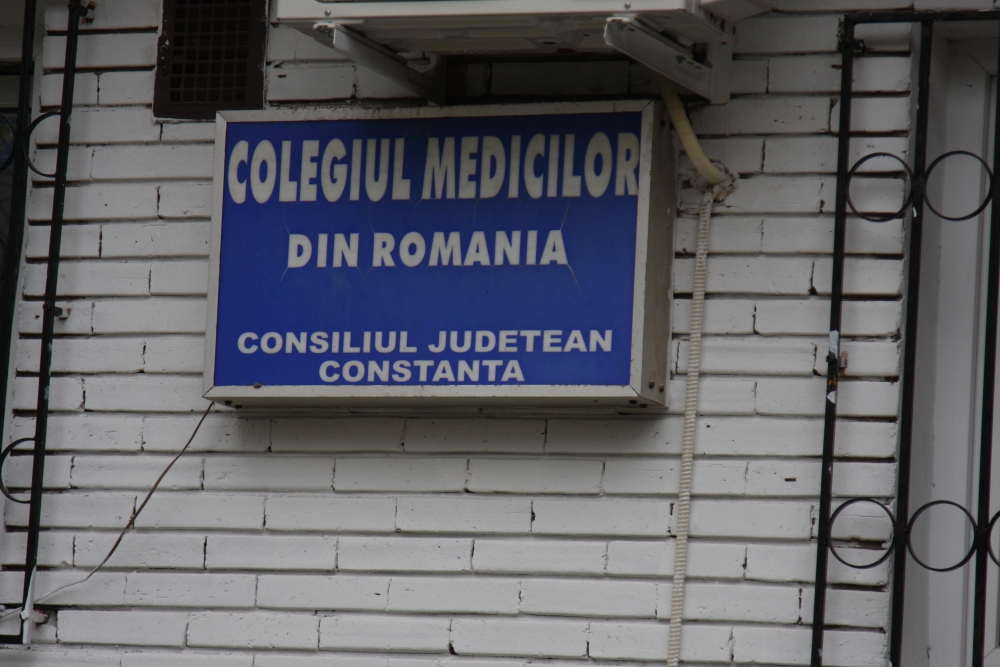 COLEGIUL MEDICILOR
DIN ROMANIA
CONSILIUL JUDETEAN
CONSTANTA